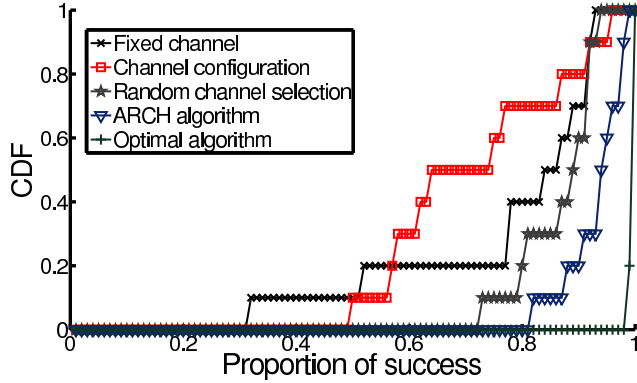 1
0.8
0.6
0.4
0.2
0
CDF
Fixed channel
Channel configuration
Random channel selection
ARCH algorithm
Optimal algorithm
0 0.2 0.4 0.6 0.8 1
Proportion of success